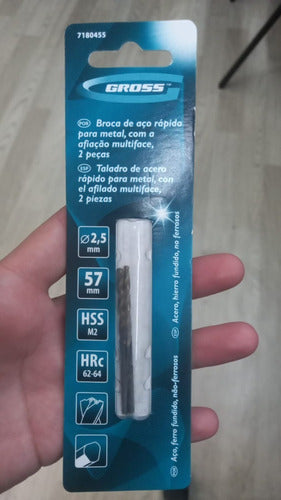 7180455
GROSS
POR Broca de aço rápido
para metal, com a
afiação multiface,
2 peças
ESP Taladro de acero
rápido para metal, con
el afilado multiface,
2 piezas
Ø 2,5
mm
57
mm
HSS
M2
HRc
62-64
ESP Acero, hierro fundido, no ferrosos
POR Aço, ferro fundido, não-ferrosos